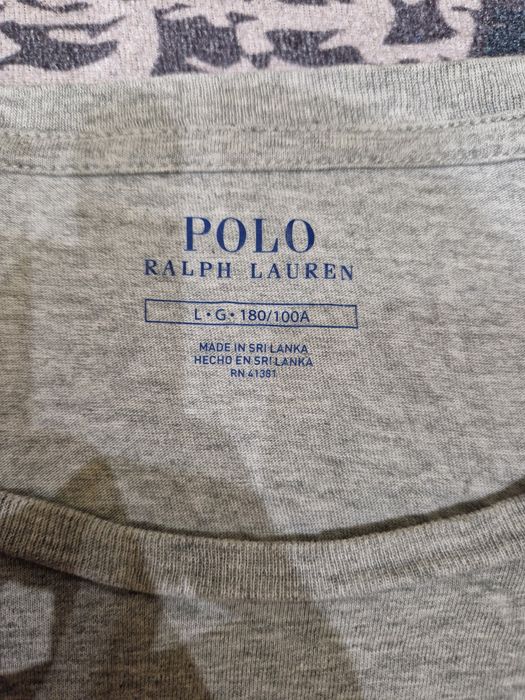 POLO
RALPH LAUREN
L•G•180/100A
MADE IN SRI LANKA
HECHO EN SRI LANKA
RN 41381